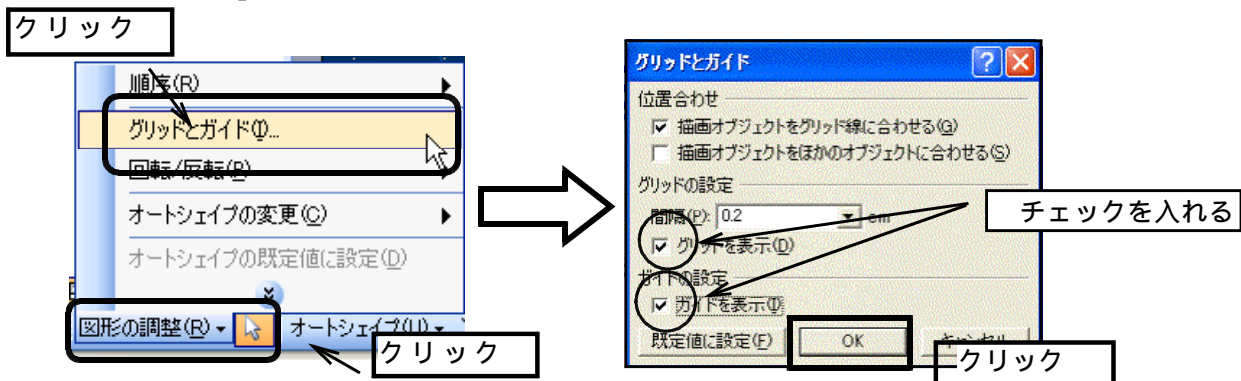 クリック
順序(R)
グリッドとガイド(I)...
回転/反転(P)
オートシェイプの変更(C)
オートシェイプの既定値に設定(D)
図形の調整(R)
オートシェイプ(U)
クリック
グリッドとガイド
位置合わせ
描画オブジェクトをグリッド線に合わせる(G)
描画オブジェクトをほかのオブジェクトに合わせる(S)
グリッドの設定
間隔(P): 0.2 cm
グリッドを表示(D)
チェックを入れる
ガイドの設定
ガイドを表示(I)
既定値に設定(F) OK キャンセル
クリック